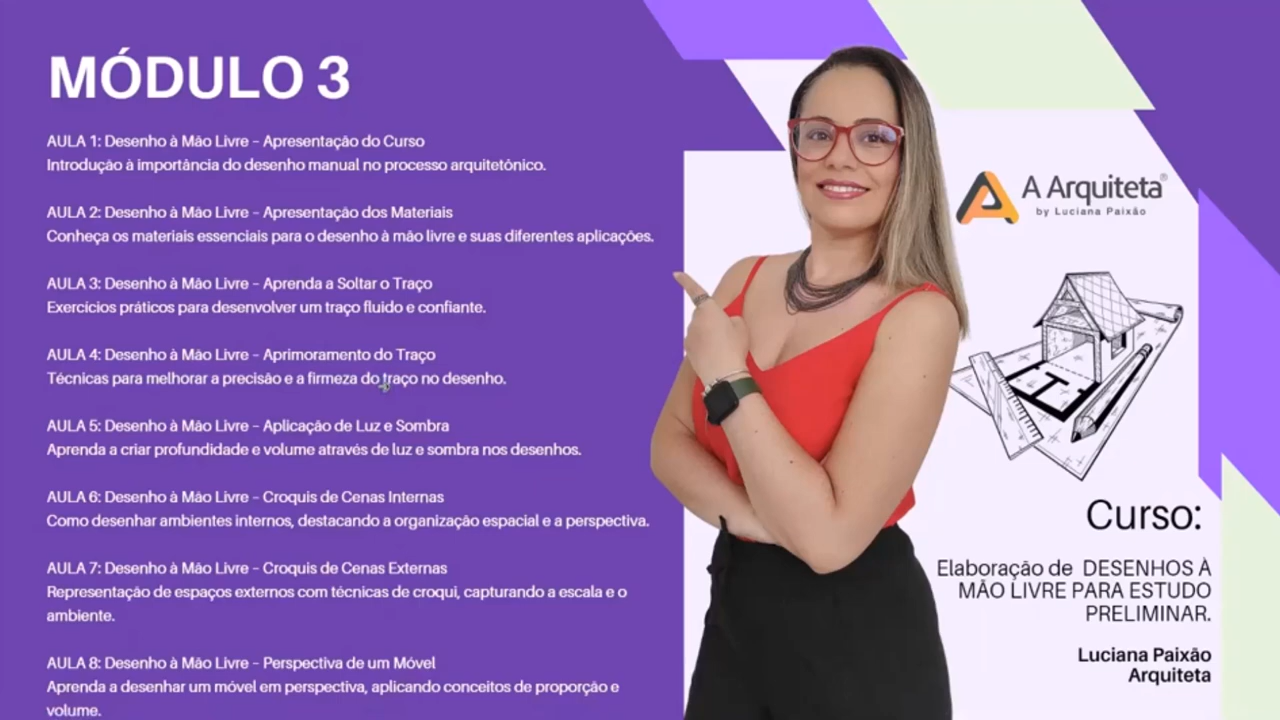 MÓDULO 3
AULA 1: Desenho à Mão Livre – Apresentação do Curso
Introdução à importância do desenho manual no processo arquitetônico.
AULA 2: Desenho à Mão Livre – Apresentação dos Materiais
Conheça os materiais essenciais para o desenho à mão livre e suas diferentes aplicações.
AULA 3: Desenho à Mão Livre – Aprenda a Soltar o Traço
Exercícios práticos para desenvolver um traço fluido e confiante.
AULA 4: Desenho à Mão Livre – Aprimoramento do Traço
Técnicas para melhorar a precisão e a firmeza do traço no desenho.
AULA 5: Desenho à Mão Livre – Aplicação de Luz e Sombra
Aprenda a criar profundidade e volume através de luz e sombra nos desenhos.
AULA 6: Desenho à Mão Livre – Croquis de Cenas Internas
Como desenhar ambientes internos, destacando a organização espacial e a perspectiva.
AULA 7: Desenho à Mão Livre – Croquis de Cenas Externas
Representação de espaços externos com técnicas de croqui, capturando a escala e o
ambiente.
AULA 8: Desenho à Mão Livre – Perspectiva de um Móvel
Aprenda a desenhar um móvel em perspectiva, aplicando conceitos de proporção e
volume.
A Arquiteta®
by Luciana Paixão
Curso:
Elaboração de DESENHOS À
MÃO LIVRE PARA ESTUDO
PRELIMINAR.
Luciana Paixão
Arquiteta